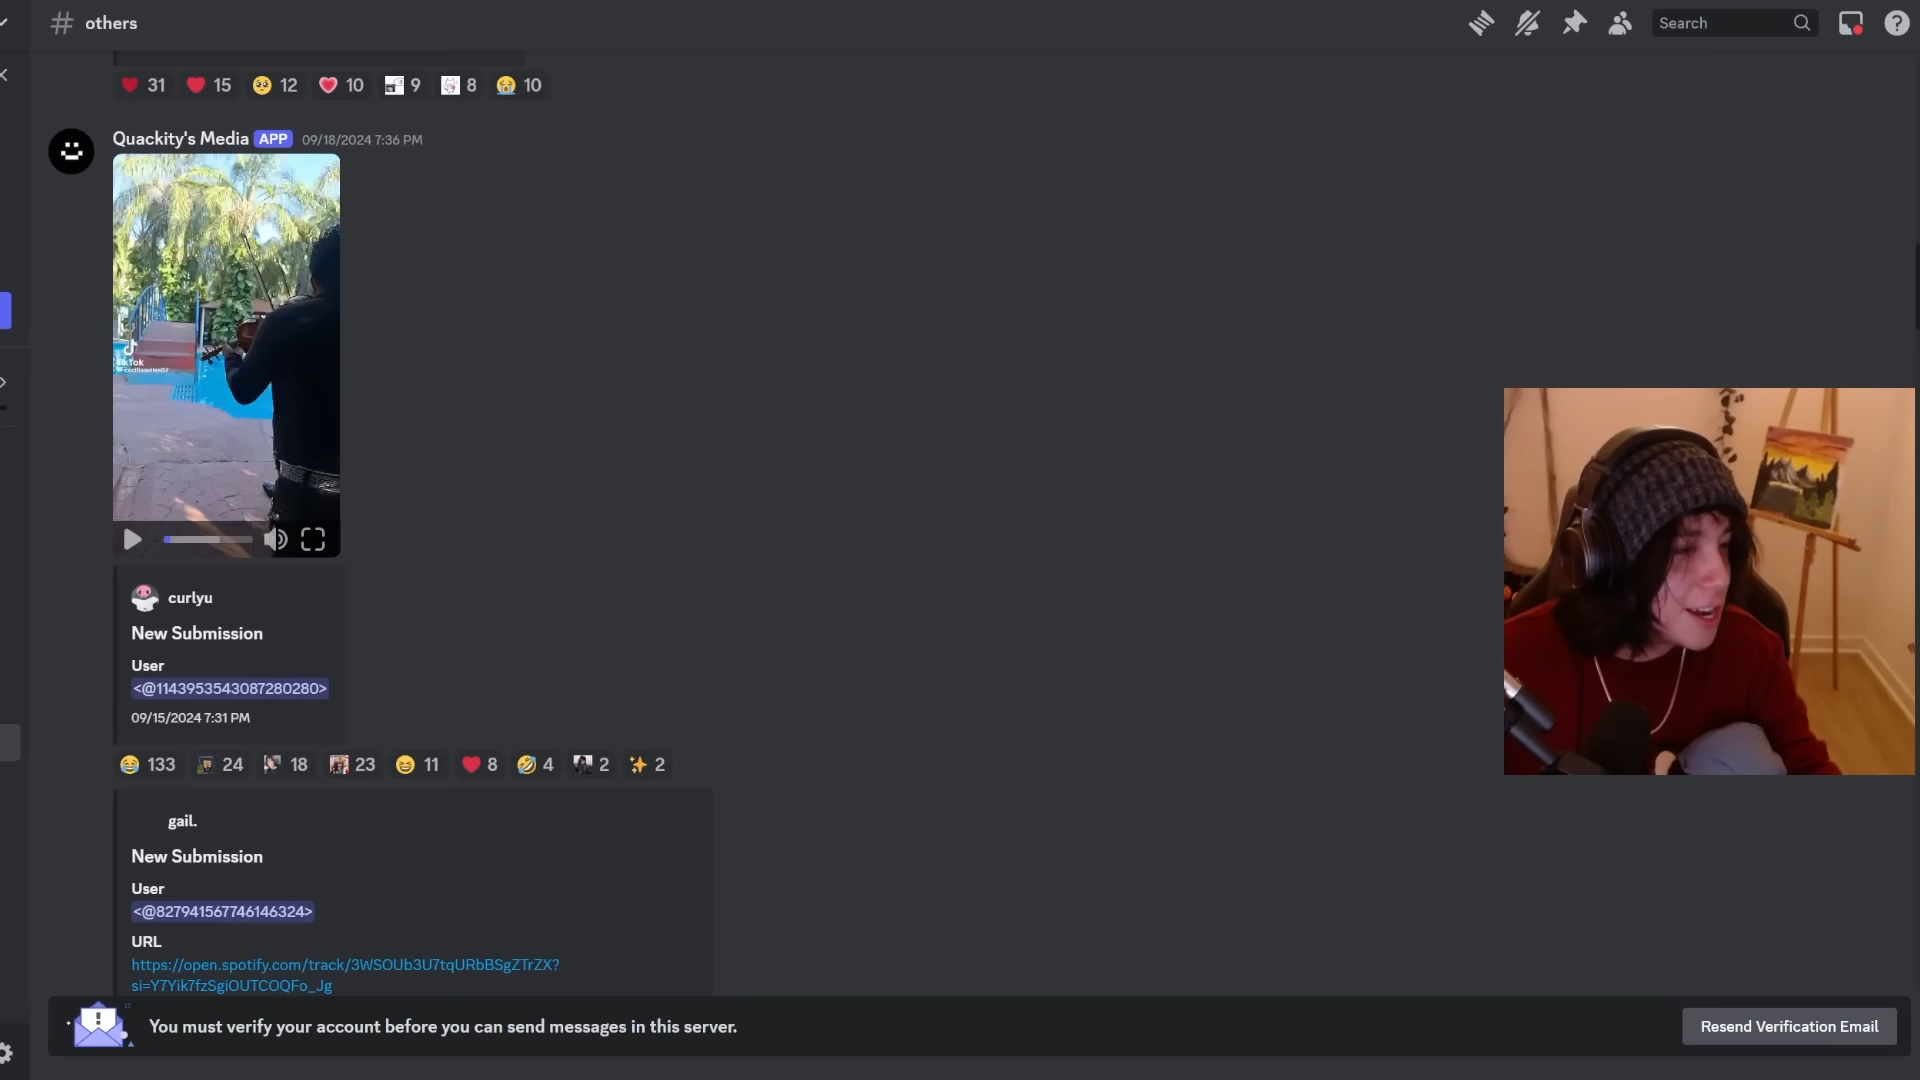 others
Search
31 15 12 10 9 8 10
Quackity's Media APP 09/18/2024 7:36 PM
TikTok
curlyu
New Submission
User
<@1143953543087280280>
09/15/2024 7:31 PM
133 24 18 23 11 8 4 2 2
gail.
New Submission
User
<@827941567746146324>
URL
https://open.spotify.com/track/3WSOUb3U7tqURbBSgZTrZX?
si=Y7Yik7fzSgiOUTCOQFo_Jg
You must verify your account before you can send messages in this server.
Resend Verification Email